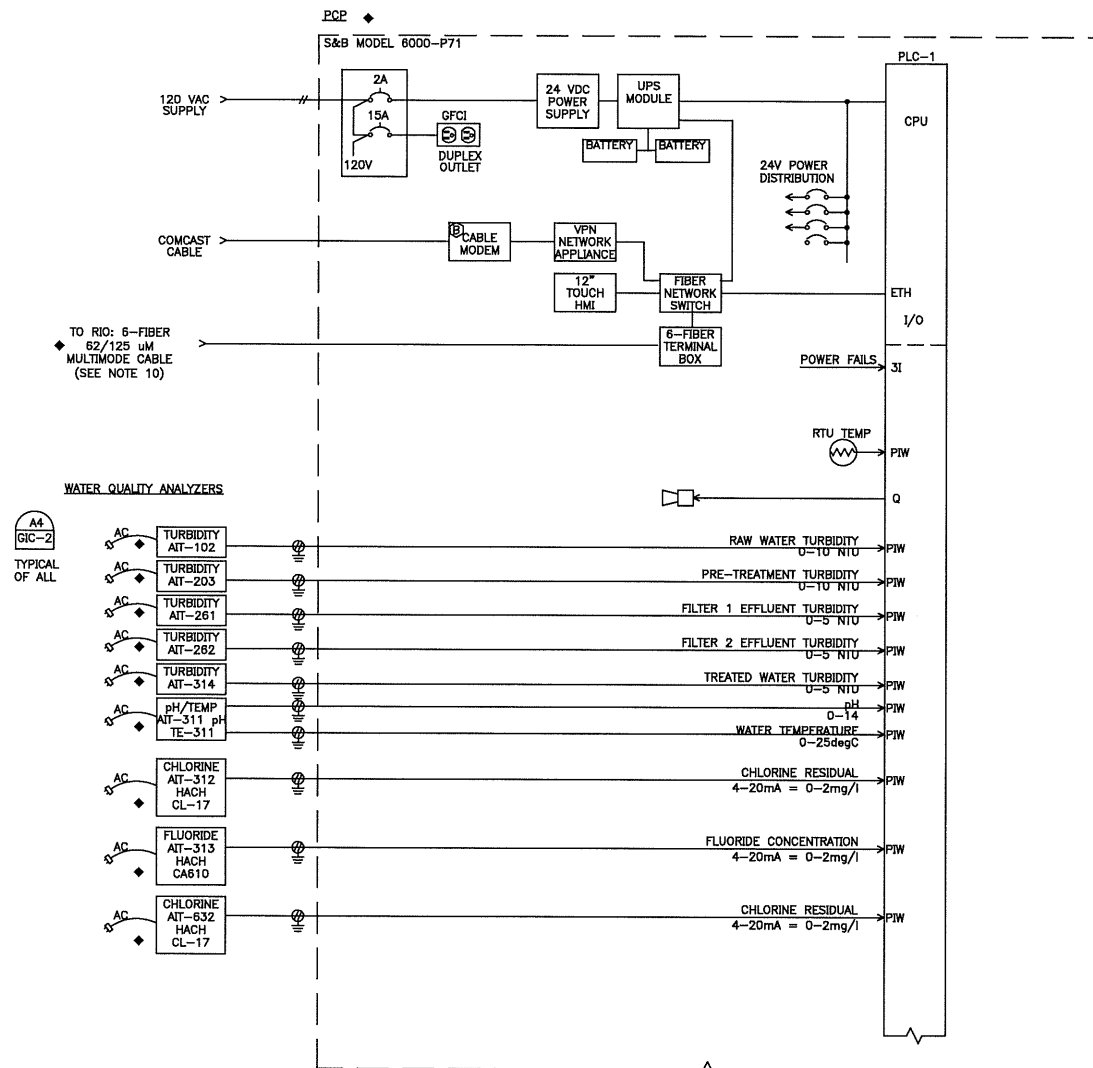 PCP
S&B MODEL 6000-P71
PLC-1
2A
120 VAC
SUPPLY
15A
120V
GFCI
DUPLEX
OUTLET
24 VDC
POWER
SUPPLY
UPS
MODULE
BATTERY
BATTERY
CPU
24V POWER
DISTRIBUTION
COMCAST
CABLE
B
CABLE
MODEM
VPN
NETWORK
APPLIANCE
12"
TOUCH
HMI
FIBER
NETWORK
SWITCH
ETH
I/O
TO RIO: 6-FIBER
62/125 uM
MULTIMODE CABLE
(SEE NOTE 10)
6-FIBER
TERMINAL
BOX
POWER FAILS
3I
RTU TEMP
PIW
Q
WATER QUALITY ANALYZERS
A4
GIC-2
TYPICAL
OF ALL
AC
TURBIDITY
AIT-102
RAW WATER TURBIDITY
0-10 NTU
PIW
AC
TURBIDITY
AIT-203
PRE-TREATMENT TURBIDITY
0-10 NTU
PIW
AC
TURBIDITY
AIT-261
FILTER 1 EFFLUENT TURBIDITY
0-5 NTU
PIW
AC
TURBIDITY
AIT-262
FILTER 2 EFFLUENT TURBIDITY
0-5 NTU
PIW
AC
TURBIDITY
AIT-314
TREATED WATER TURBIDITY
0-5 NTU
PIW
AC
pH/TEMP
AIT-311 pH
TE-311
pH
0-14
PIW
WATER TEMPERATURE
0-25degC
PIW
AC
CHLORINE
AIT-312
HACH
CL-17
CHLORINE RESIDUAL
4-20mA = 0-2mg/l
PIW
AC
FLUORIDE
AIT-313
HACH
CA610
FLUORIDE CONCENTRATION
4-20mA = 0-2mg/l
PIW
AC
CHLORINE
AIT-632
HACH
CL-17
CHLORINE RESIDUAL
4-20mA = 0-2mg/l
PIW